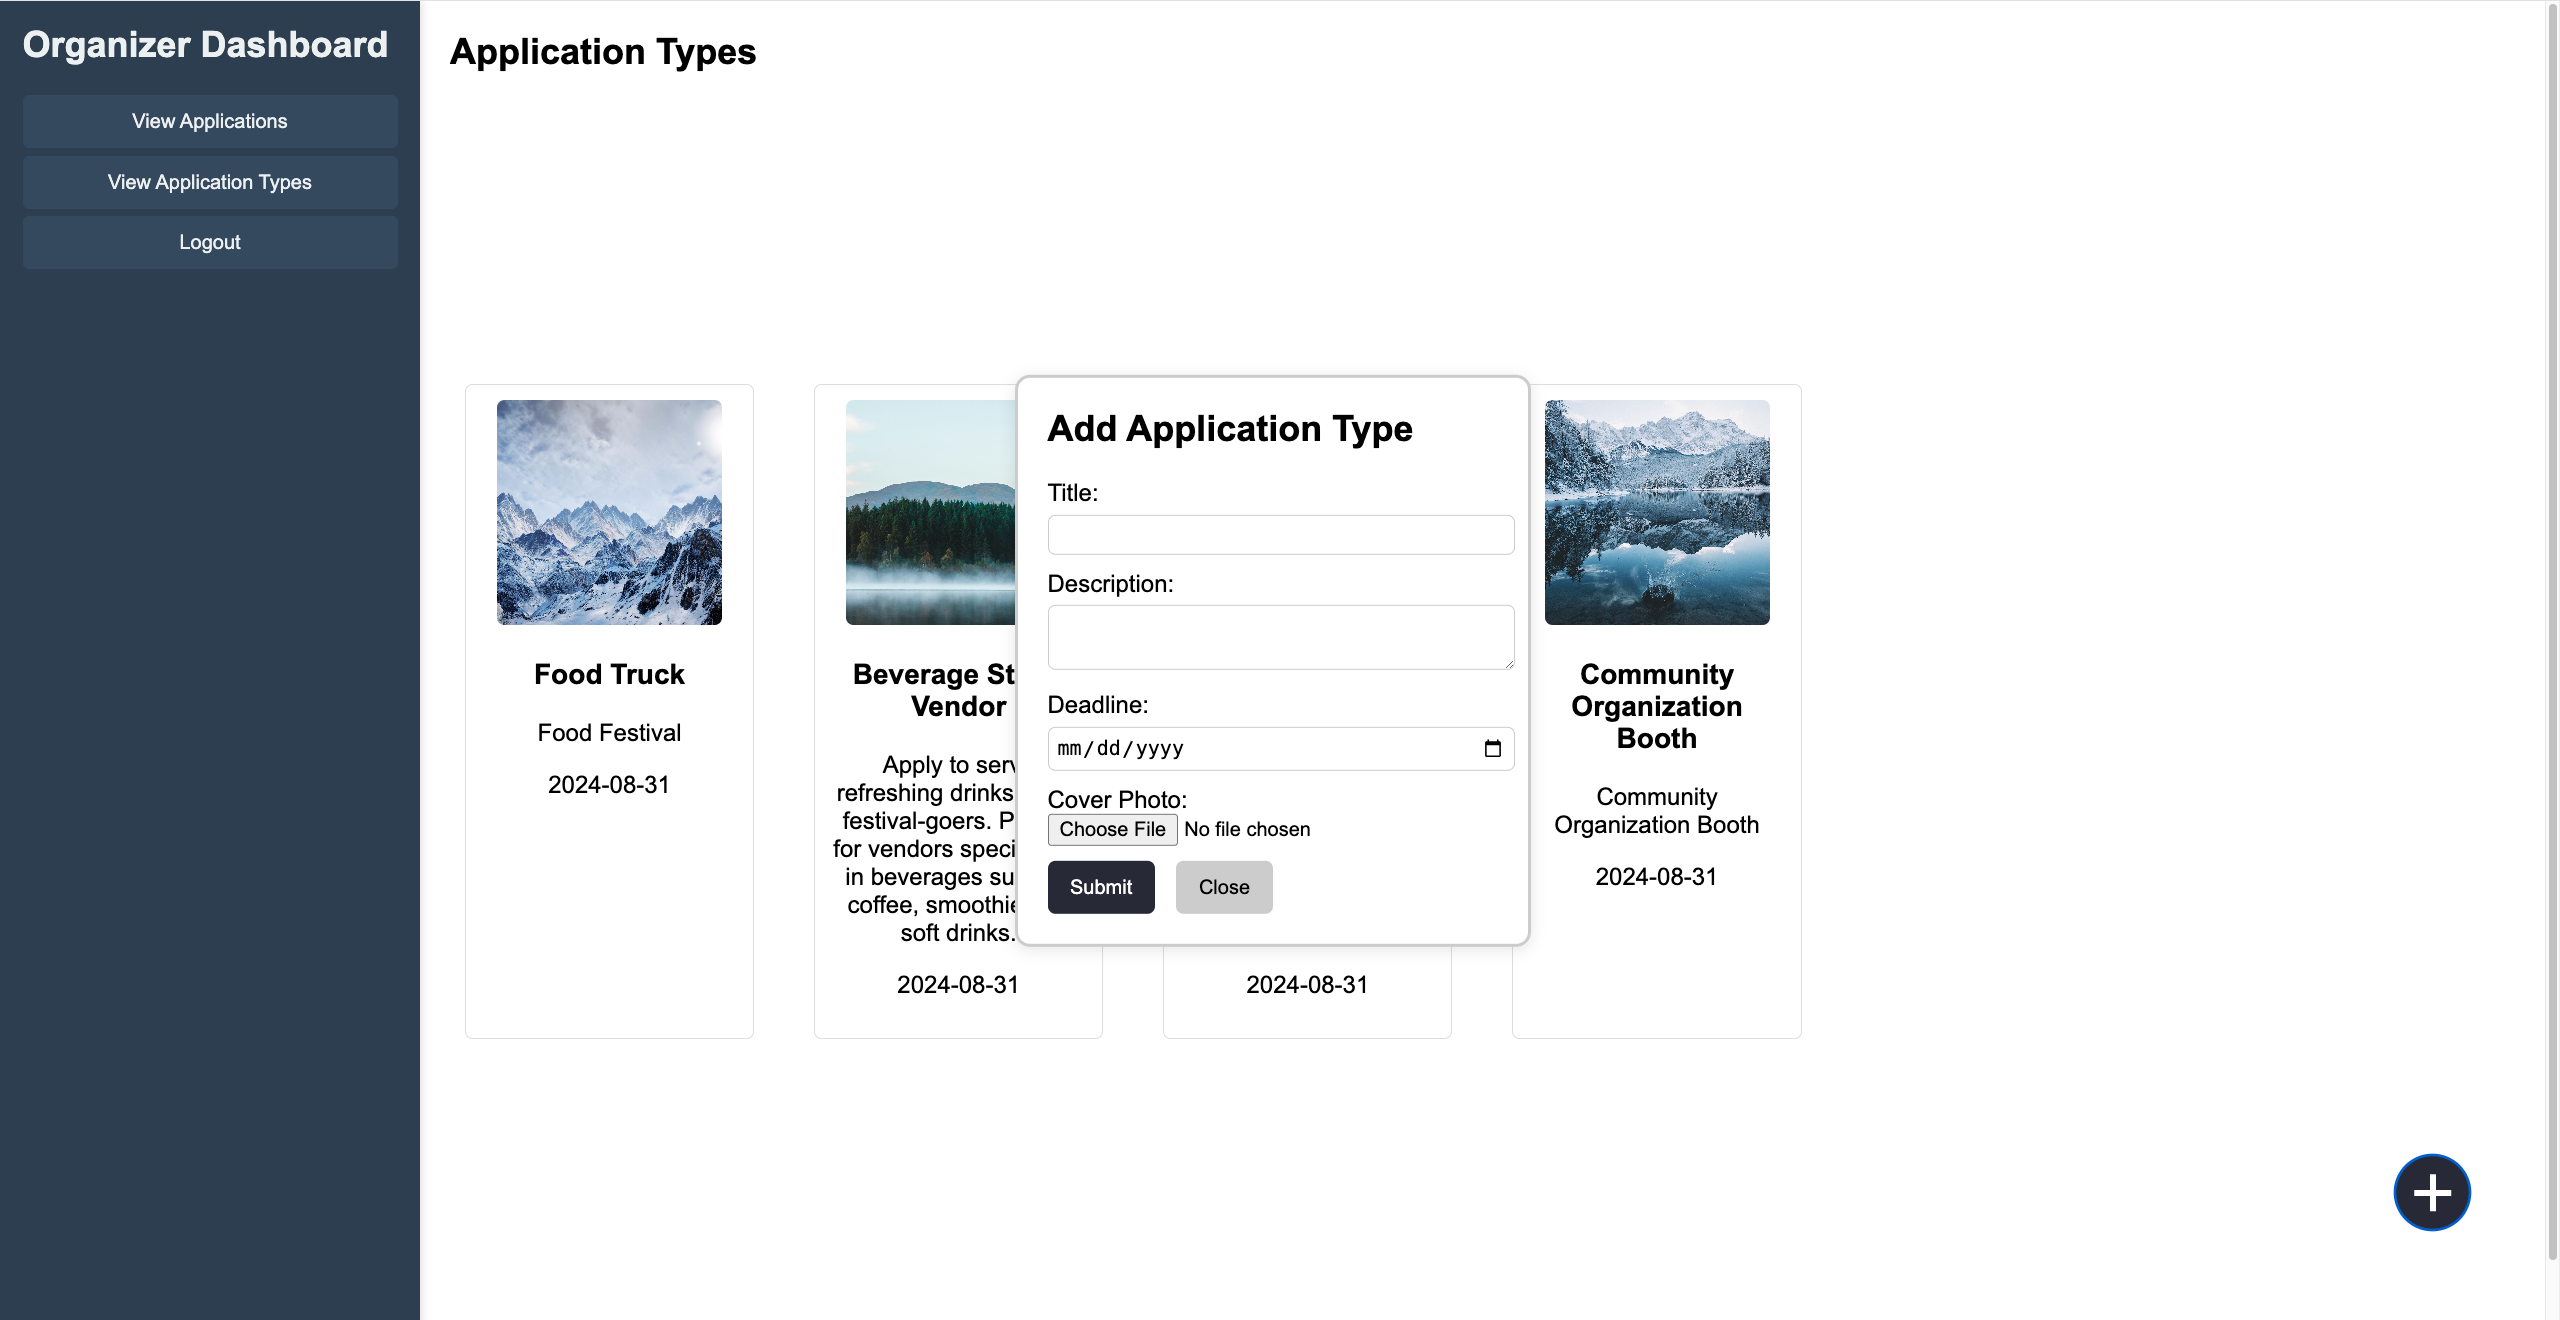 Organizer Dashboard
View Applications
View Application Types
Logout
Application Types
Food Truck
Food Festival
2024-08-31
Beverage St
Vendor
Apply to serv
refreshing drinks
festival-goers. P
for vendors speci
in beverages su
coffee, smoothie
soft drinks.
2024-08-31
Add Application Type
Title:
Description:
Deadline:
mm/dd/yyyy
Cover Photo:
Choose File No file chosen
Submit Close
2024-08-31
Community
Organization
Booth
Community
Organization Booth
2024-08-31